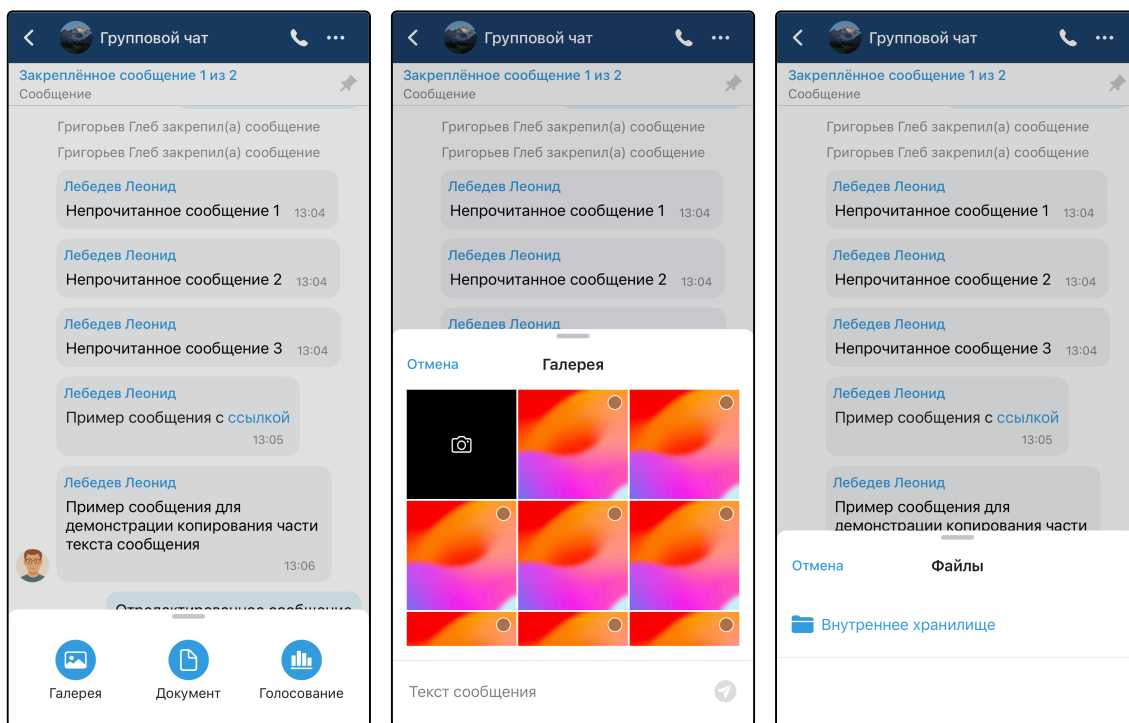 Групповой чат
Закреплённое сообщение 1 из 2
Сообщение
Григорьев Глеб закрепил(а) сообщение
Григорьев Глеб закрепил(а) сообщение
Лебедев Леонид
Непрочитанное сообщение 1 13:04
Лебедев Леонид
Непрочитанное сообщение 2 13:04
Лебедев Леонид
Непрочитанное сообщение 3 13:04
Лебедев Леонид
Пример сообщения с ссылкой
13:05
Лебедев Леонид
Пример сообщения для
демонстрации копирования части
текста сообщения
13:06
Отредактированное сообщение
Галерея Документ Голосование
Групповой чат
Закреплённое сообщение 1 из 2
Сообщение
Григорьев Глеб закрепил(а) сообщение
Григорьев Глеб закрепил(а) сообщение
Лебедев Леонид
Непрочитанное сообщение 1 13:04
Лебедев Леонид
Непрочитанное сообщение 2 13:04
Лебедев Леонид
Отмена Галерея
Текст сообщения
Групповой чат
Закреплённое сообщение 1 из 2
Сообщение
Григорьев Глеб закрепил(а) сообщение
Григорьев Глеб закрепил(а) сообщение
Лебедев Леонид
Непрочитанное сообщение 1 13:04
Лебедев Леонид
Непрочитанное сообщение 2 13:04
Лебедев Леонид
Непрочитанное сообщение 3 13:04
Лебедев Леонид
Пример сообщения с ссылкой
13:05
Лебедев Леонид
Пример сообщения для
демонстрации копирования части
Отмена Файлы
Внутреннее хранилище